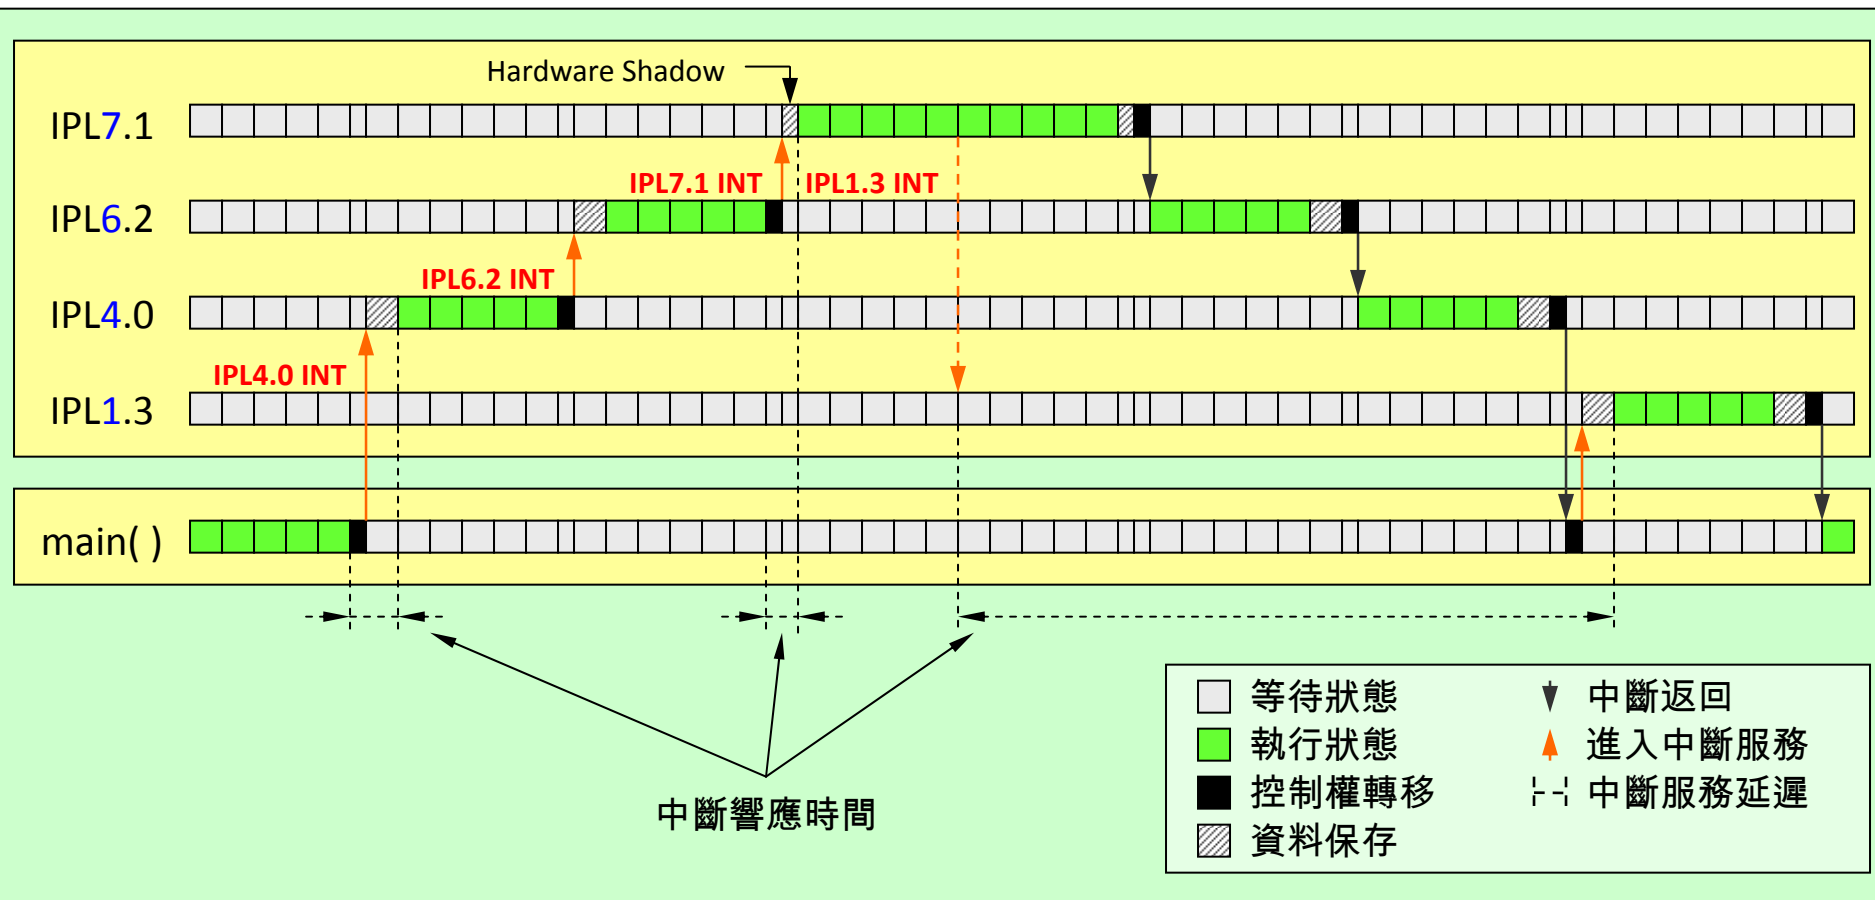 Hardware Shadow
IPL7.1
IPL7.1 INT
IPL1.3 INT
IPL6.2
IPL6.2 INT
IPL4.0
IPL4.0 INT
IPL1.3
main( )
中斷響應時間
等待狀態
執行狀態
控制權轉移
資料保存
中斷返回
進入中斷服務
中斷服務延遲